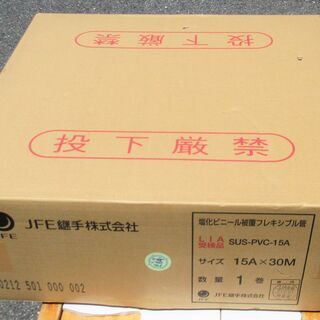 投下
厳禁
投下厳禁
JFE継手株式会社
JFE
塩化ビニール被覆フレキシブル管
LIA
受検品 SUS-PVC-15A
サイズ 15A×30M
数量 1巻
JFE継手株式会社
0212 501 000 002